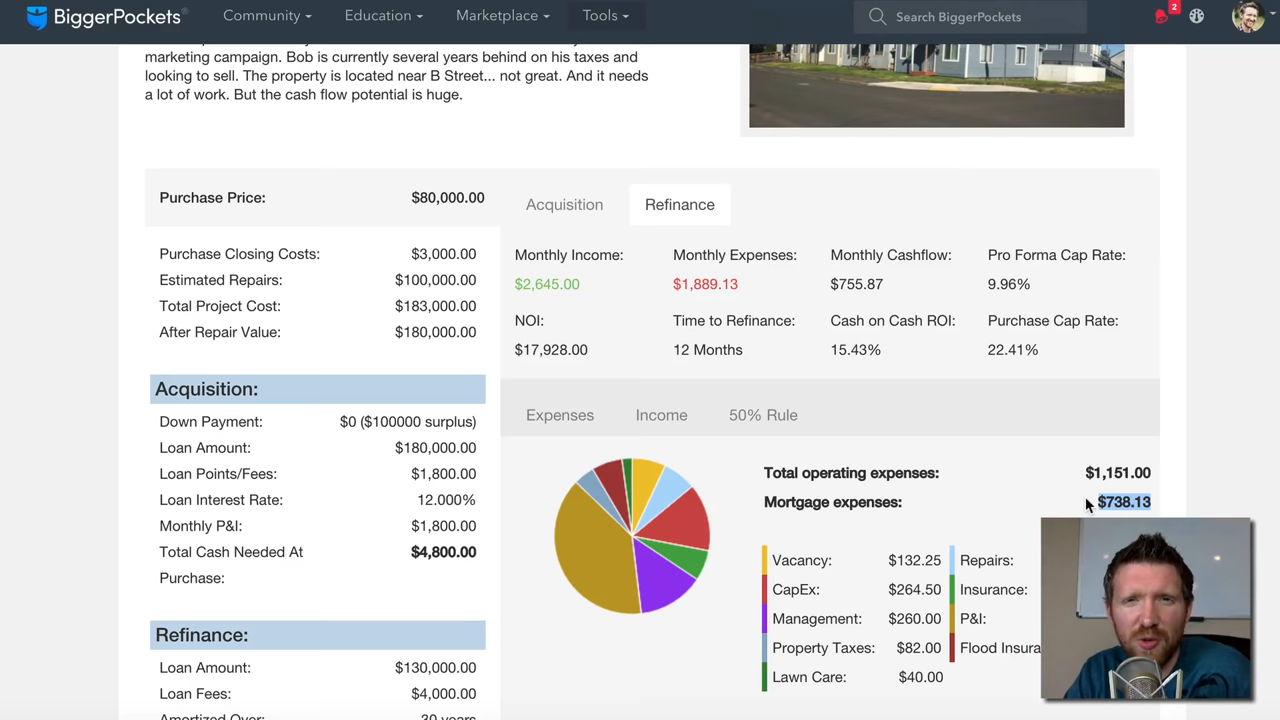 BiggerPockets
Community
Education
Marketplace
Tools
Search BiggerPockets
2
marketing campaign. Bob is currently several years behind on his taxes and
looking to sell. The property is located near B Street... not great. And it needs
a lot of work. But the cash flow potential is huge.
Purchase Price: $80,000.00
Purchase Closing Costs: $3,000.00
Estimated Repairs: $100,000.00
Total Project Cost: $183,000.00
After Repair Value: $180,000.00
Acquisition:
Down Payment: $0 ($100000 surplus)
Loan Amount: $180,000.00
Loan Points/Fees: $1,800.00
Loan Interest Rate: 12.000%
Monthly P&I: $1,800.00
Total Cash Needed At $4,800.00
Purchase:
Refinance:
Loan Amount: $130,000.00
Loan Fees: $4,000.00
Amortized Over: 30 years
Acquisition Refinance
Monthly Income: Monthly Expenses: Monthly Cashflow: Pro Forma Cap Rate:
$2,645.00 $1,889.13 $755.87 9.96%
NOI: Time to Refinance: Cash on Cash ROI: Purchase Cap Rate:
$17,928.00 12 Months 15.43% 22.41%
Expenses Income 50% Rule
Total operating expenses: $1,151.00
Mortgage expenses: $738.13
Vacancy: $132.25 Repairs:
CapEx: $264.50 Insurance:
Management: $260.00 P&I:
Property Taxes: $82.00 Flood Insura
Lawn Care: $40.00